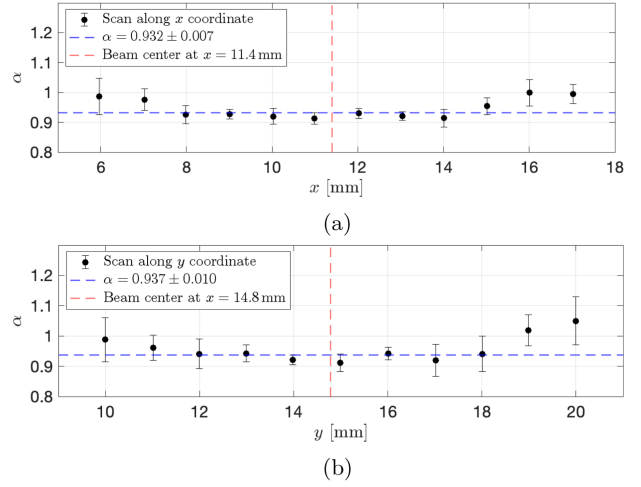 Scan along x coordinate
α = 0.932 ± 0.007
Beam center at x = 11.4 mm
1.2
1.1
1
0.9
0.8
α
6 8 10 12 14 16 18
x [mm]
(a)
Scan along y coordinate
α = 0.937 ± 0.010
Beam center at x = 14.8 mm
1.2
1.1
1
0.9
0.8
α
10 12 14 16 18 20
y [mm]
(b)